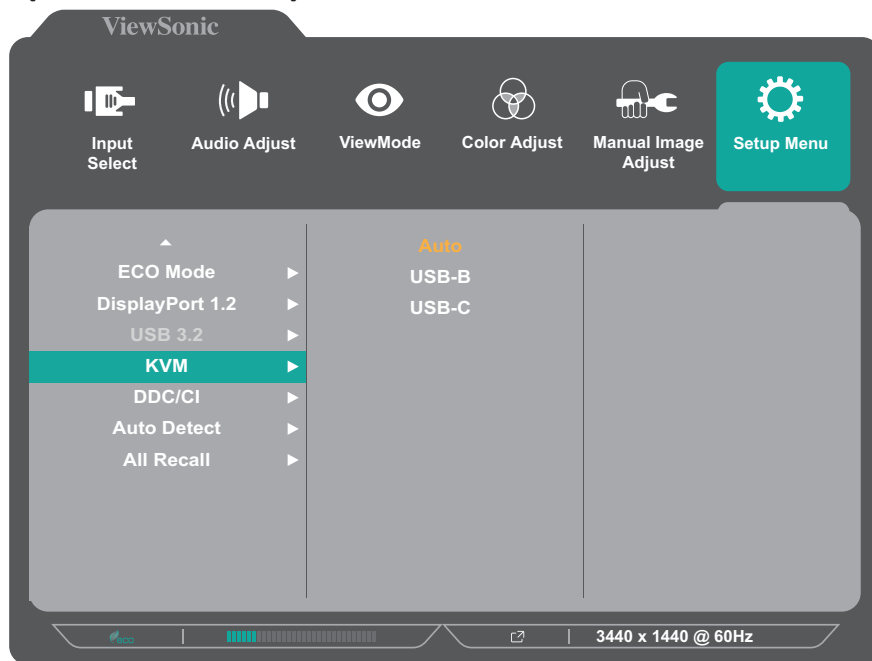 ViewSonic
Input
Select
Audio Adjust
ViewMode
Color Adjust
Manual Image
Adjust
Setup Menu
ECO Mode
DisplayPort 1.2
USB 3.2
KVM
DDC/CI
Auto Detect
All Recall
Auto
USB-B
USB-C
eco
3440 x 1440 @ 60Hz